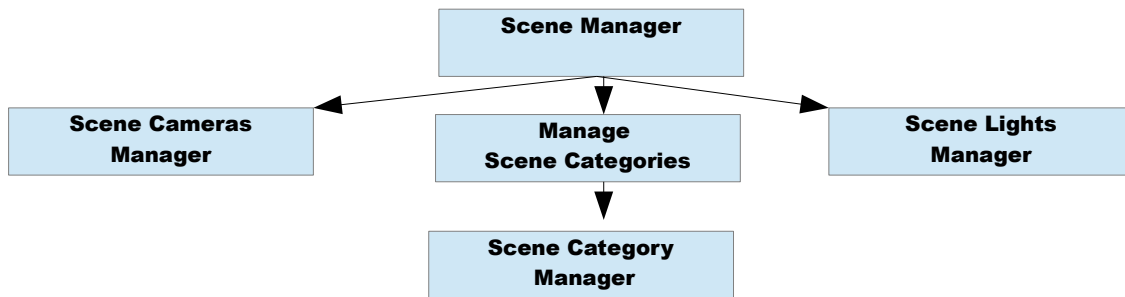 Scene Manager
Scene Cameras
Manager
Manage
Scene Categories
Scene Lights
Manager
Scene Category
Manager